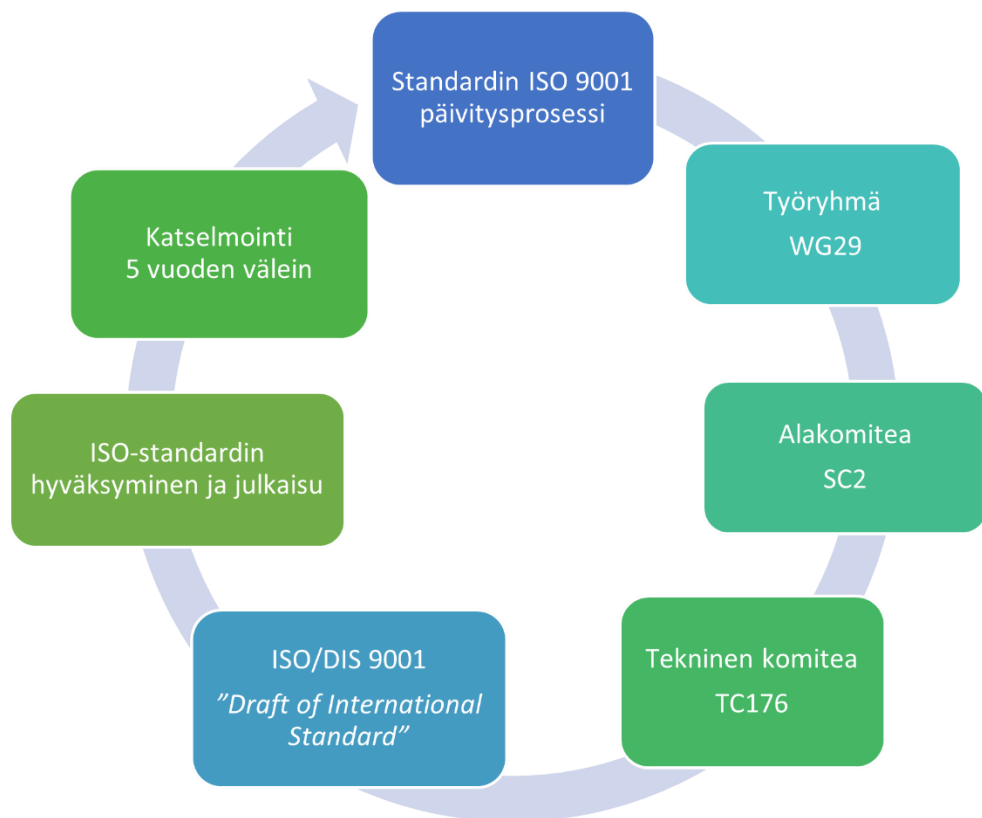 Standardin ISO 9001
päivitysprosessi
Työryhmä
WG29
Alakomitea
SC2
Tekninen komitea
TC176
ISO/DIS 9001
”Draft of International
Standard”
ISO-standardin
hyväksyminen ja julkaisu
Katselmointi
5 vuoden välein